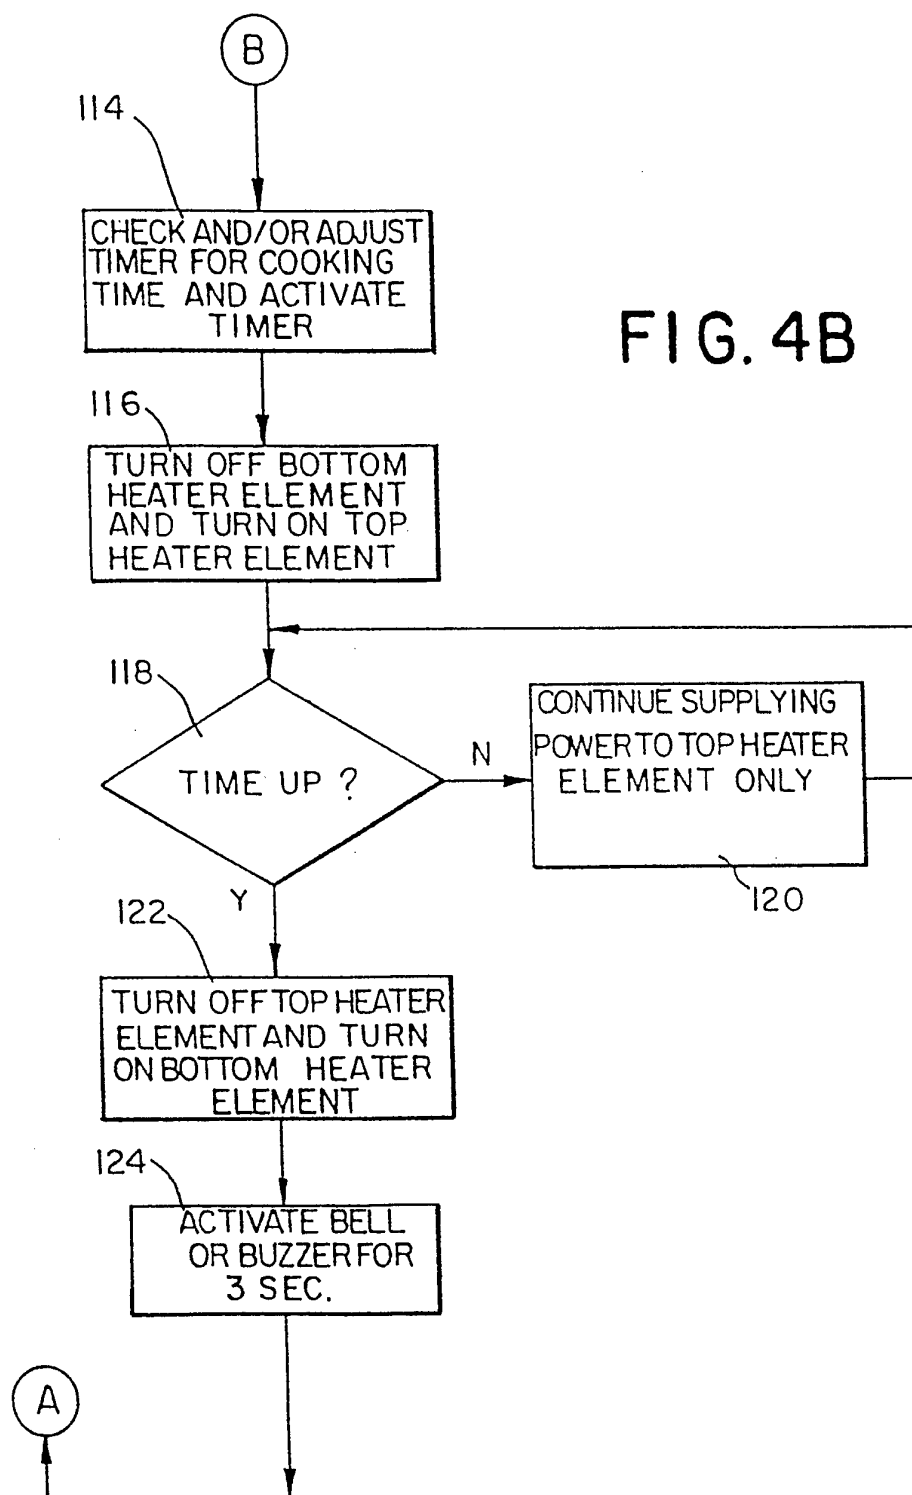 B
114
CHECK AND/OR ADJUST
TIMER FOR COOKING
TIME AND ACTIVATE
TIMER
FIG. 4B
116
TURN OFF BOTTOM
HEATER ELEMENT
AND TURN ON TOP
HEATER ELEMENT
118
TIME UP ?
N
CONTINUE SUPPLYING
POWER TO TOP HEATER
ELEMENT ONLY
120
Y
122
TURN OFF TOP HEATER
ELEMENT AND TURN
ON BOTTOM HEATER
ELEMENT
124
ACTIVATE BELL
OR BUZZER FOR
3 SEC.
A